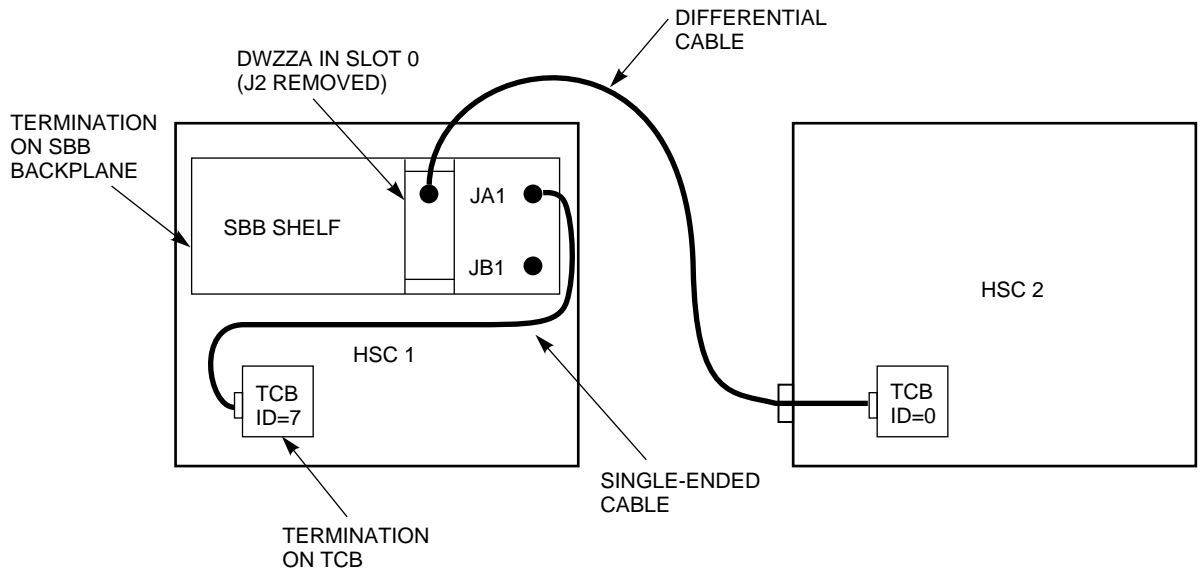 DIFFERENTIAL
CABLE
DWZZA IN SLOT 0
(J2 REMOVED)
TERMINATION
ON SBB
BACKPLANE
SBB SHELF
JA1
JB1
HSC 1
TCB
ID=7
HSC 2
TCB
ID=0
SINGLE-ENDED
CABLE
TERMINATION
ON TCB